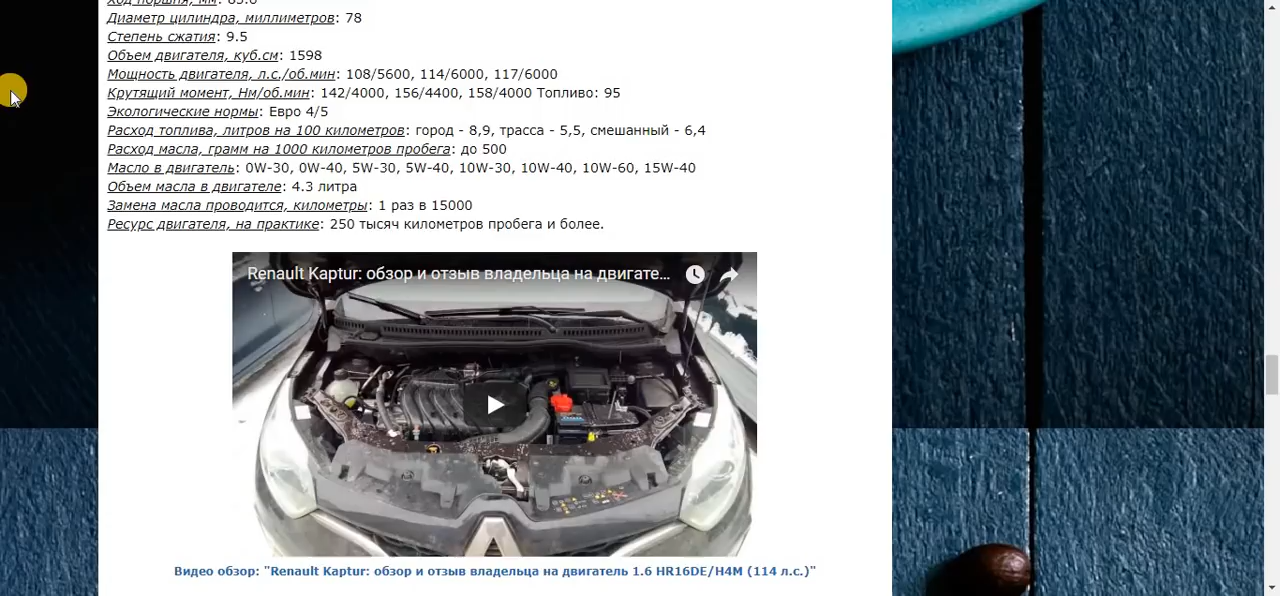 Ход поршня, мм: 83.6
Диаметр цилиндра, миллиметров: 78
Степень сжатия: 9.5
Объем двигателя, куб.см: 1598
Мощность двигателя, л.с./об.мин: 108/5600, 114/6000, 117/6000
Крутящий момент, Нм/об.мин: 142/4000, 156/4400, 158/4000 Топливо: 95
Экологические нормы: Евро 4/5
Расход топлива, литров на 100 километров: город - 8,9, трасса - 5,5, смешанный - 6,4
Расход масла, грамм на 1000 километров пробега: до 500
Масло в двигатель: 0W-30, 0W-40, 5W-30, 5W-40, 10W-30, 10W-40, 10W-60, 15W-40
Объем масла в двигателе: 4.3 литра
Замена масла проводится, километры: 1 раз в 15000
Ресурс двигателя, на практике: 250 тысяч километров пробега и более.
Renault Kaptur: обзор и отзыв владельца на двигате...
Видео обзор: "Renault Kaptur: обзор и отзыв владельца на двигатель 1.6 HR16DE/H4M (114 л.с.)"